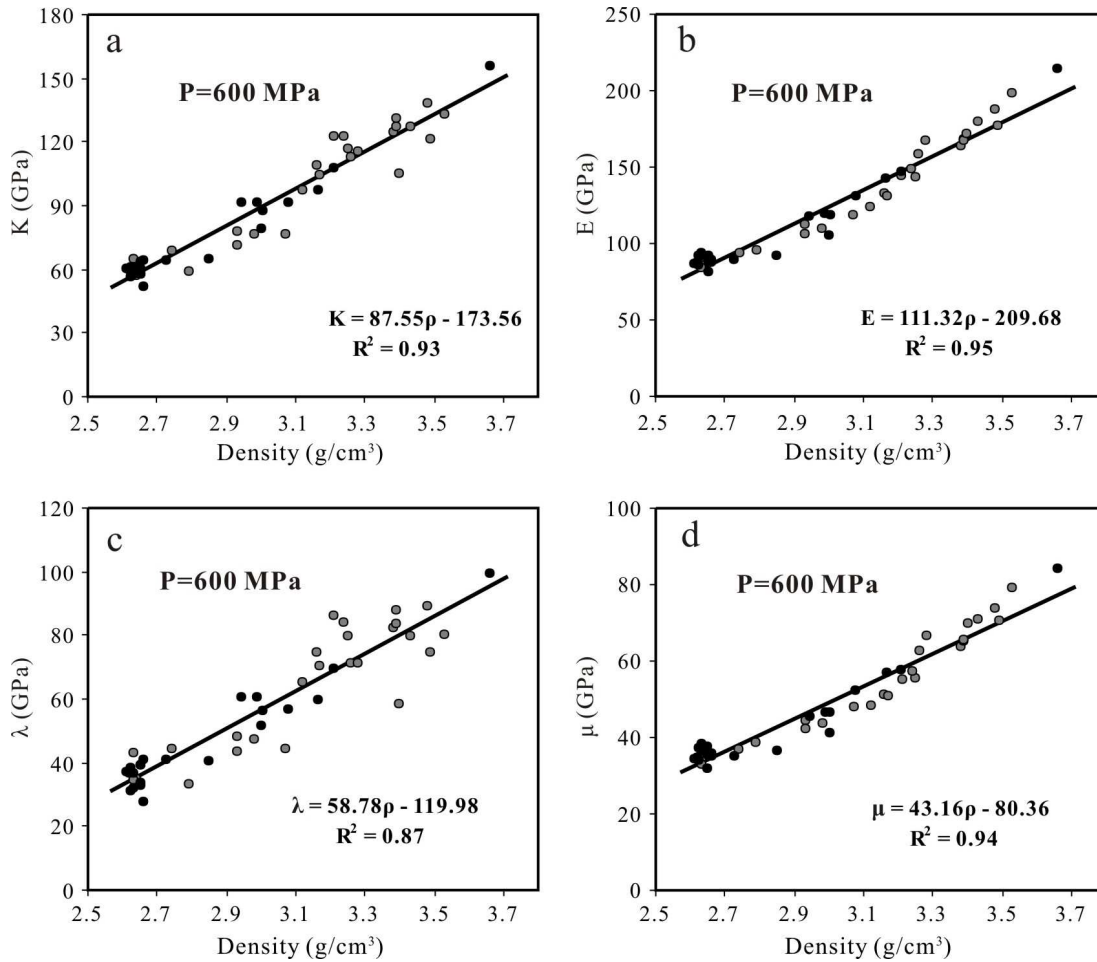 a
P=600 MPa
K = 87.55ρ - 173.56
R² = 0.93
K (GPa)
180
150
120
90
60
30
0
2.5 2.7 2.9 3.1 3.3 3.5 3.7
Density (g/cm³)
b
P=600 MPa
E = 111.32ρ - 209.68
R² = 0.95
E (GPa)
250
200
150
100
50
0
2.5 2.7 2.9 3.1 3.3 3.5 3.7
Density (g/cm³)
c
P=600 MPa
λ = 58.78ρ - 119.98
R² = 0.87
λ (GPa)
120
100
80
60
40
20
0
2.5 2.7 2.9 3.1 3.3 3.5 3.7
Density (g/cm³)
d
P=600 MPa
μ = 43.16ρ - 80.36
R² = 0.94
μ (GPa)
100
80
60
40
20
0
2.5 2.7 2.9 3.1 3.3 3.5 3.7
Density (g/cm³)